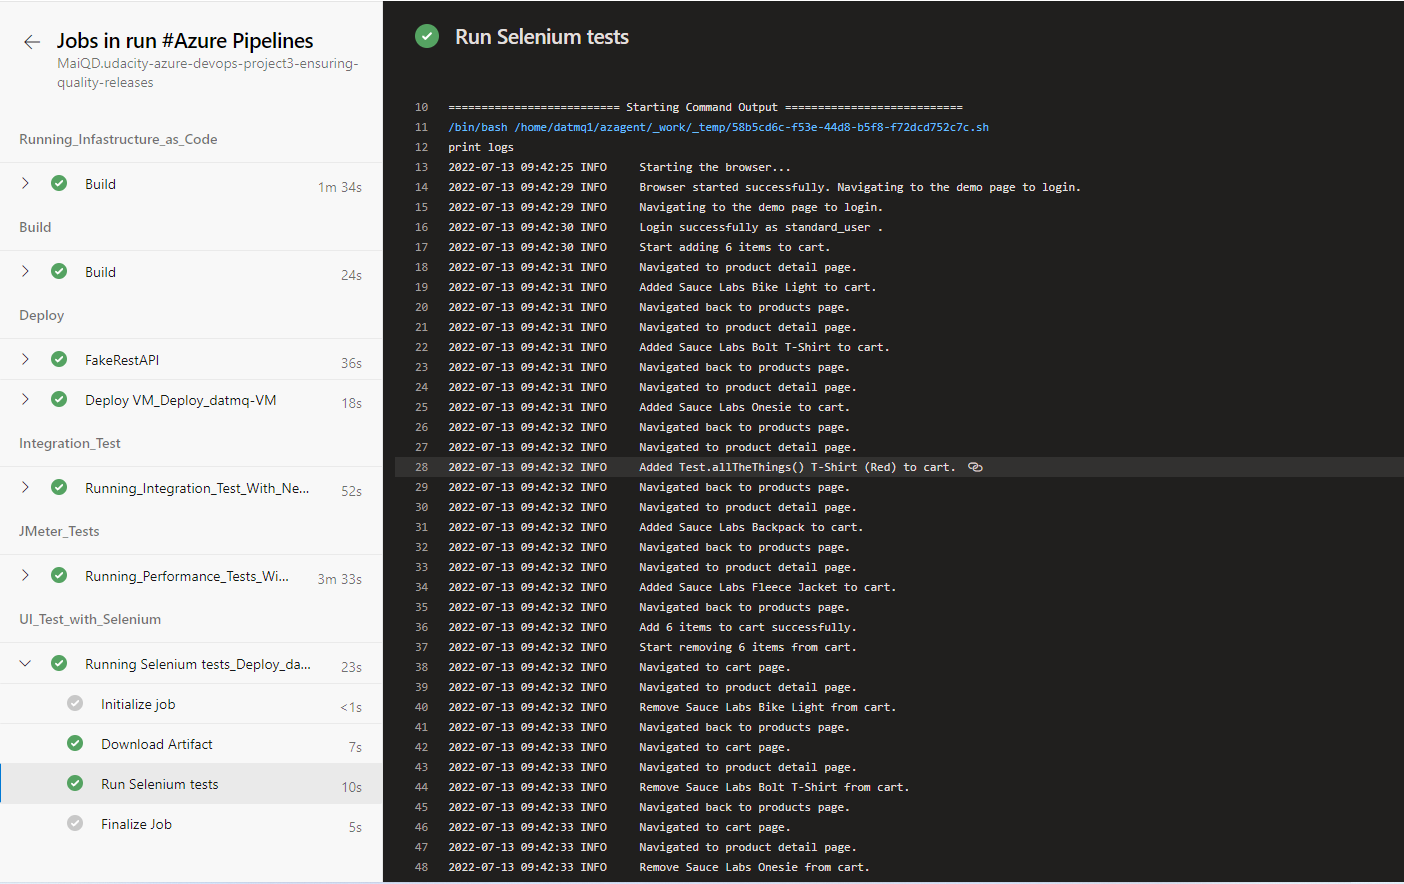 Jobs in run #Azure Pipelines
MaiQD.udacity-azure-devops-project3-ensuring-
quality-releases
Running_Infastructure_as_Code
Build 1m 34s
Build
Build 24s
Deploy
FakeRestAPI 36s
Deploy VM_Deploy_datmq-VM 18s
Integration_Test
Running_Integration_Test_With_Ne... 52s
JMeter_Tests
Running_Performance_Tests_Wi... 3m 33s
UI_Test_with_Selenium
Running Selenium tests_Deploy_da... 23s
Initialize job <1s
Download Artifact 7s
Run Selenium tests 10s
Finalize Job 5s
Run Selenium tests
10 ========================== Starting Command Output ===========================
11 /bin/bash /home/datmq1/azagent/_work/_temp/58b5cd6c-f53e-44d8-b5f8-f72dcd752c7c.sh
12 print logs
13 2022-07-13 09:42:25 INFO Starting the browser...
14 2022-07-13 09:42:29 INFO Browser started successfully. Navigating to the demo page to login.
15 2022-07-13 09:42:29 INFO Navigating to the demo page to login.
16 2022-07-13 09:42:30 INFO Login successfully as standard_user .
17 2022-07-13 09:42:30 INFO Start adding 6 items to cart.
18 2022-07-13 09:42:31 INFO Navigated to product detail page.
19 2022-07-13 09:42:31 INFO Added Sauce Labs Bike Light to cart.
20 2022-07-13 09:42:31 INFO Navigated back to products page.
21 2022-07-13 09:42:31 INFO Navigated to product detail page.
22 2022-07-13 09:42:31 INFO Added Sauce Labs Bolt T-Shirt to cart.
23 2022-07-13 09:42:31 INFO Navigated back to products page.
24 2022-07-13 09:42:31 INFO Navigated to product detail page.
25 2022-07-13 09:42:31 INFO Added Sauce Labs Onesie to cart.
26 2022-07-13 09:42:32 INFO Navigated back to products page.
27 2022-07-13 09:42:32 INFO Navigated to product detail page.
28 2022-07-13 09:42:32 INFO Added Test.allTheThings() T-Shirt (Red) to cart.
29 2022-07-13 09:42:32 INFO Navigated back to products page.
30 2022-07-13 09:42:32 INFO Navigated to product detail page.
31 2022-07-13 09:42:32 INFO Added Sauce Labs Backpack to cart.
32 2022-07-13 09:42:32 INFO Navigated back to products page.
33 2022-07-13 09:42:32 INFO Navigated to product detail page.
34 2022-07-13 09:42:32 INFO Added Sauce Labs Fleece Jacket to cart.
35 2022-07-13 09:42:32 INFO Navigated back to products page.
36 2022-07-13 09:42:32 INFO Add 6 items to cart successfully.
37 2022-07-13 09:42:32 INFO Start removing 6 items from cart.
38 2022-07-13 09:42:32 INFO Navigated to cart page.
39 2022-07-13 09:42:32 INFO Navigated to product detail page.
40 2022-07-13 09:42:32 INFO Remove Sauce Labs Bike Light from cart.
41 2022-07-13 09:42:33 INFO Navigated back to products page.
42 2022-07-13 09:42:33 INFO Navigated to cart page.
43 2022-07-13 09:42:33 INFO Navigated to product detail page.
44 2022-07-13 09:42:33 INFO Remove Sauce Labs Bolt T-Shirt from cart.
45 2022-07-13 09:42:33 INFO Navigated back to products page.
46 2022-07-13 09:42:33 INFO Navigated to cart page.
47 2022-07-13 09:42:33 INFO Navigated to product detail page.
48 2022-07-13 09:42:33 INFO Remove Sauce Labs Onesie from cart.